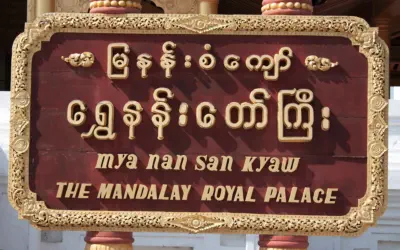 မြနန်းစံကျော်
ရွှေနန်းတော်ကြီး
mya nan san kyaw
THE MANDALAY ROYAL PALACE